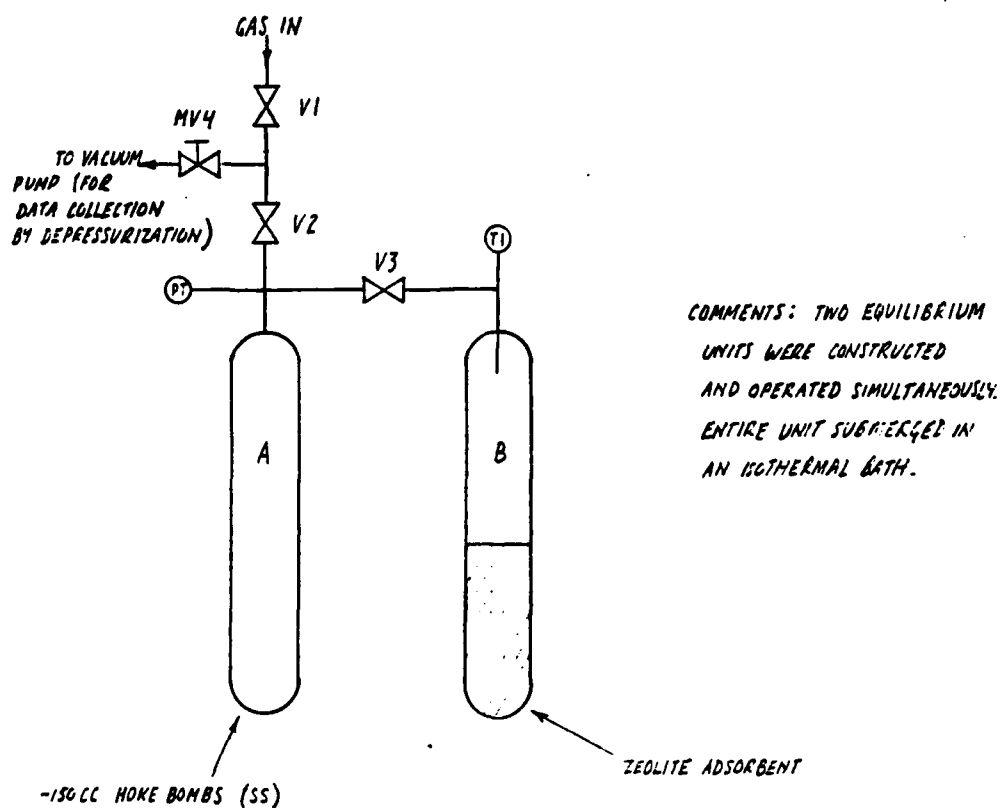 GAS IN
V1
MV4
TO VACUUM
PUMP (FOR
DATA COLLECTION
BY DEPRESSURIZATION)
V2
PT
V3
TI
COMMENTS: TWO EQUILIBRIUM
UNITS WERE CONSTRUCTED
AND OPERATED SIMULTANEOUSLY.
ENTIRE UNIT SUBMERGED IN
AN ISOTHERMAL BATH.
A
B
ZEOLITE ADSORBENT
~150CC HOKE BOMBS (SS)